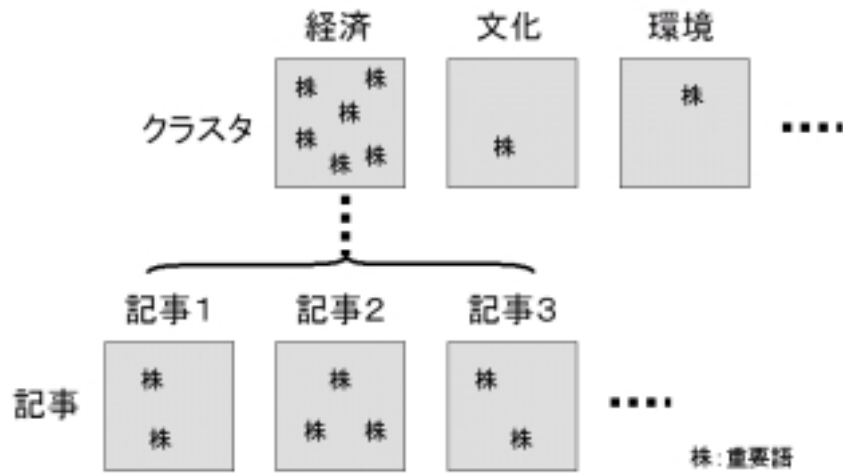 経済 文化 環境
株 株 株
株
クラスタ 株 株
株 株
記事1 記事2 記事3
株 株 株
記事
株 株 株 株
株:重要語